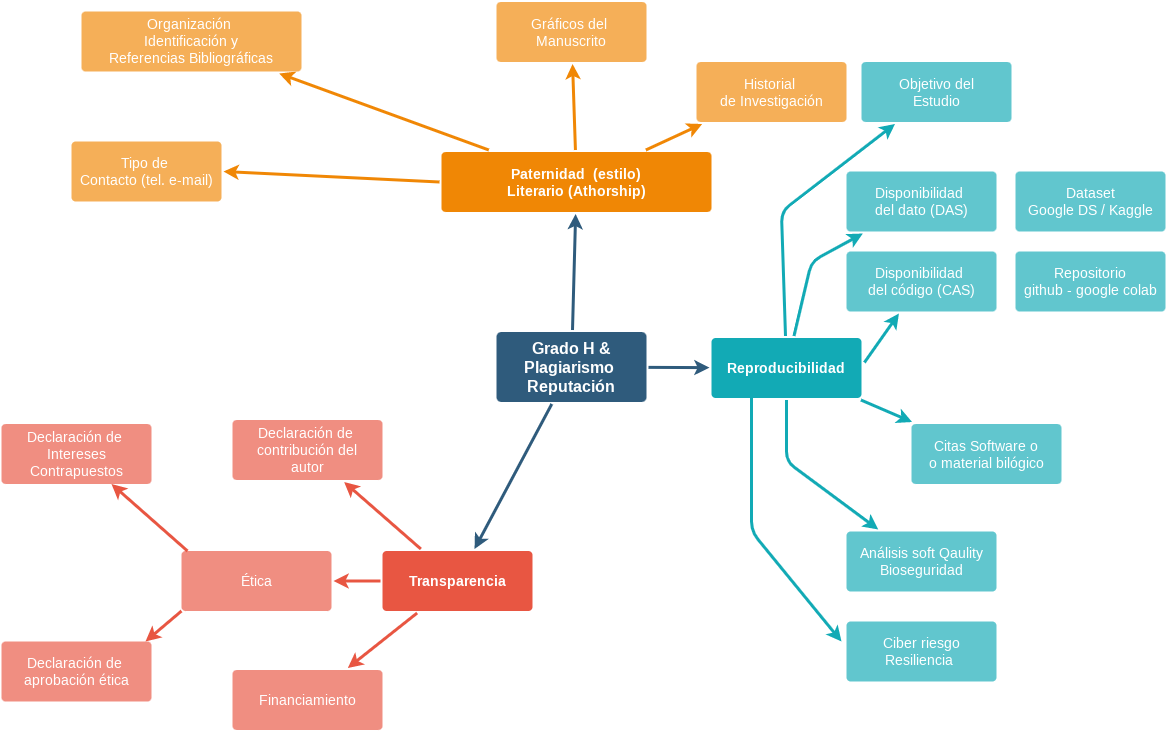 Organización
Identificación y
Referencias Bibliográficas
Gráficos del
Manuscrito
Historial
de Investigación
Objetivo del
Estudio
Tipo de
Contacto (tel. e-mail)
Paternidad  (estilo)
Literario (Athorship)
Disponibilidad
del dato (DAS)
Dataset
Google DS / Kaggle
Disponibilidad
del código (CAS)
Repositorio
github - google colab
Grado H &
Plagiarismo
Reputación
Reproducibilidad
Declaración de
Intereses
Contrapuestos
Declaración de
contribución del
autor
Citas Software o
o material bilógico
Ética
Transparencia
Análisis soft Qaulity
Bioseguridad
Declaración de
aprobación ética
Financiamiento
Ciber riesgo
Resiliencia